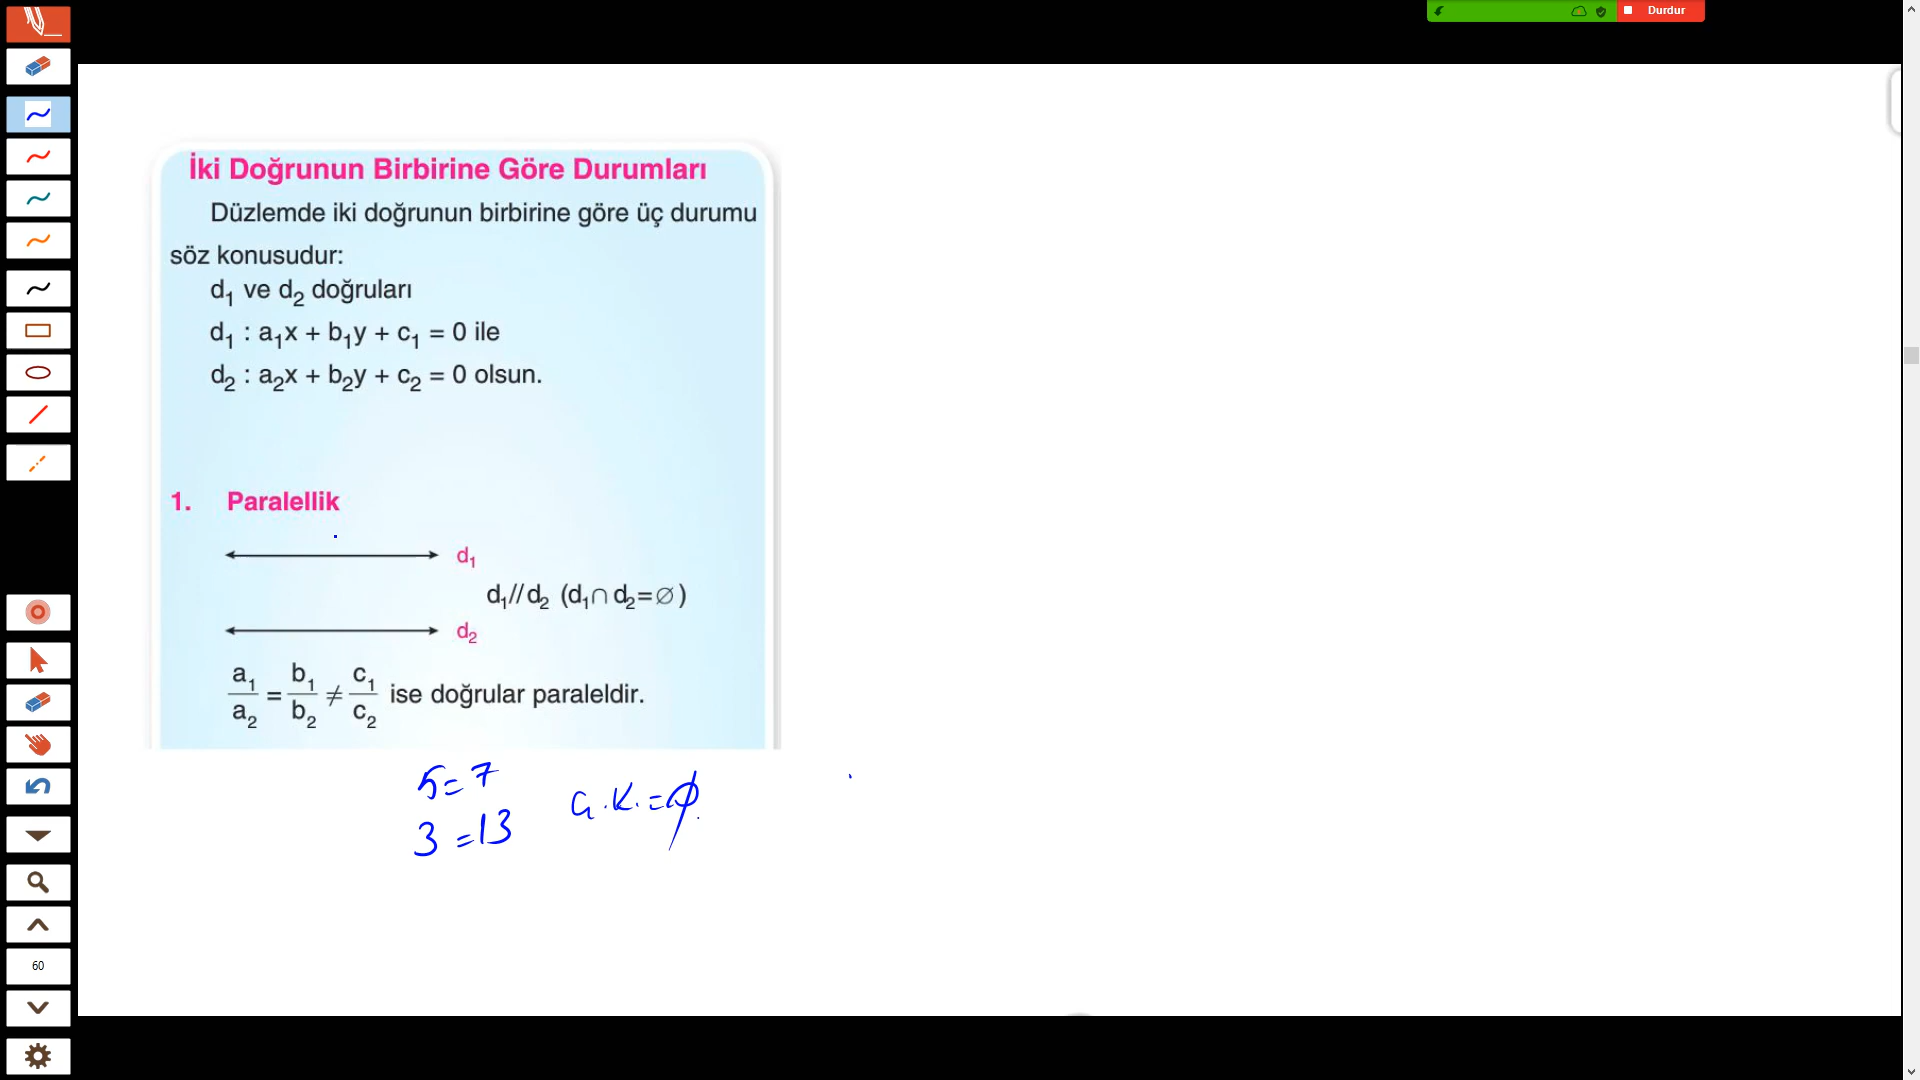 Durdur
İki Doğrunun Birbirine Göre Durumları
Düzlemde iki doğrunun birbirine göre üç durumu
söz konusudur:
d₁ ve d₂ doğruları
d₁ : a₁x + b₁y + c₁ = 0 ile
d₂ : a₂x + b₂y + c₂ = 0 olsun.
1. Paralellik
d₁
d₁//d₂ (d₁∩ d₂=∅)
d₂
a₁/a₂ = b₁/b₂ ≠ c₁/c₂ ise doğrular paraleldir.
5=7
3=13
Ç.K.=∅
60